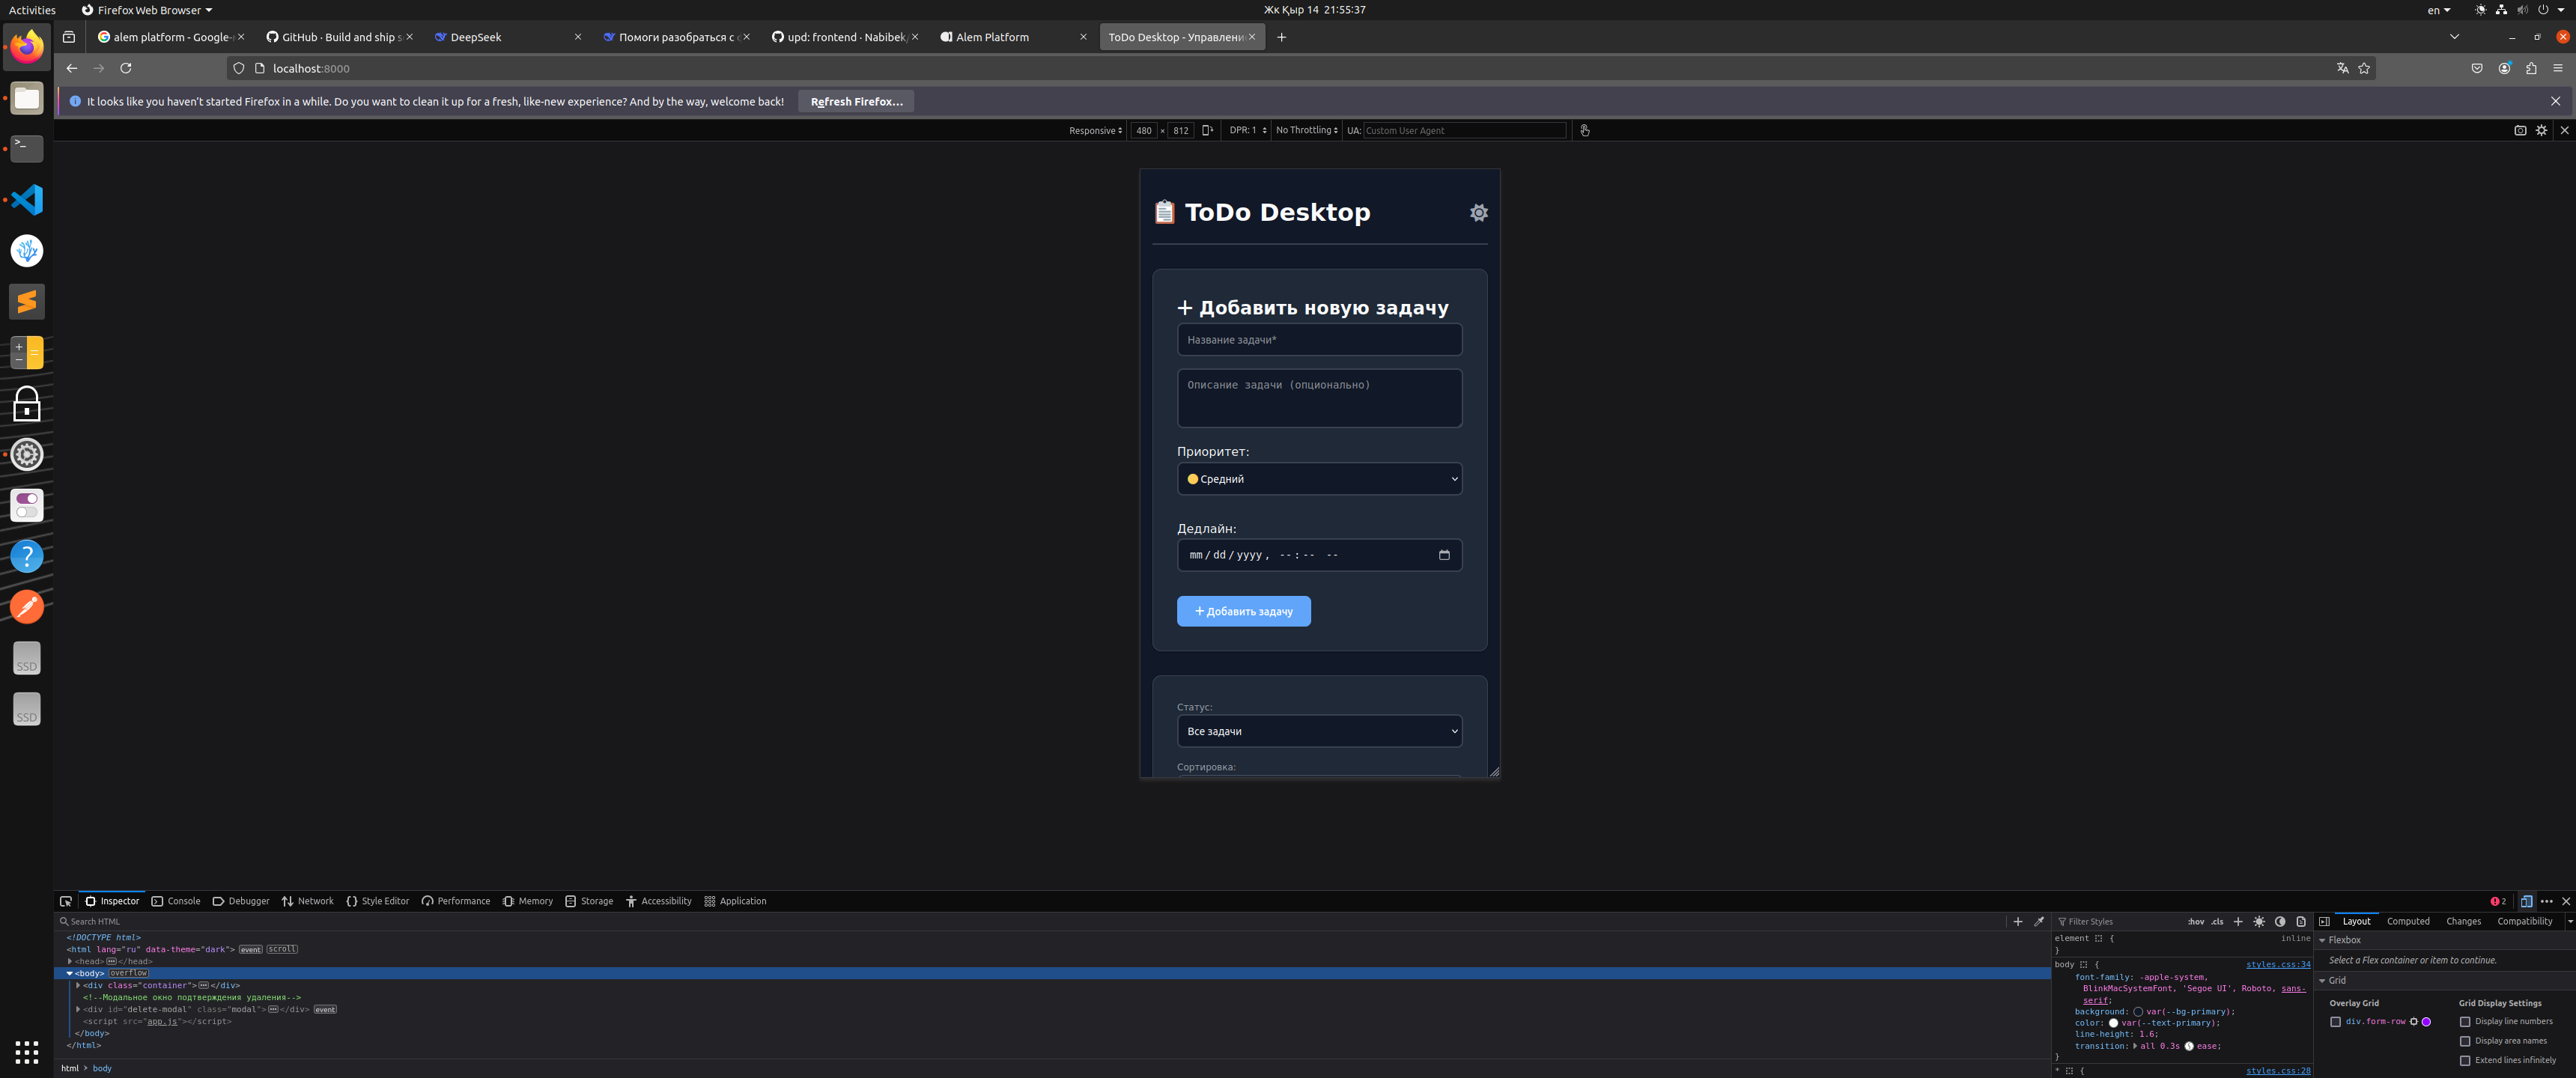 Activities
Firefox Web Browser
Жк Қыр 14 21:55:37
en
alem platform - Google-
GitHub · Build and ship s
DeepSeek
Помоги разобраться с
upd: frontend · Nabibek
Alem Platform
ToDo Desktop - Управлени
localhost:8000
It looks like you haven't started Firefox in a while. Do you want to clean it up for a fresh, like-new experience? And by the way, welcome back!
Refresh Firefox…
Responsive
480 × 812
DPR: 1
No Throttling
UA: Custom User Agent
ToDo Desktop
+ Добавить новую задачу
Название задачи*
Описание задачи (опционально)
Приоритет:
Средний
Дедлайн:
mm/dd/yyyy, --:-- --
+ Добавить задачу
Статус:
Все задачи
Сортировка:
SSD
SSD
Inspector
Console
Debugger
Network
Style Editor
Performance
Memory
Storage
Accessibility
Application
2
Search HTML
<!DOCTYPE html>
<html lang="ru" data-theme="dark"> event scroll
<head></head>
<body> overflow
<div class="container"></div>
<!--Модальное окно подтверждения удаления-->
<div id="delete-modal" class="modal"></div> event
<script src="app.js"></script>
</body>
</html>
html > body
Filter Styles
:hov .cls
element { inline
}
body { styles.css:34
font-family: -apple-system,
BlinkMacSystemFont, 'Segoe UI', Roboto, sans-
serif;
background: var(--bg-primary);
color: var(--text-primary);
line-height: 1.6;
transition: all 0.3s ease;
}
* { styles.css:28
Layout
Computed
Changes
Compatibility
Flexbox
Select a Flex container or item to continue.
Grid
Overlay Grid
div.form-row
Grid Display Settings
Display line numbers
Display area names
Extend lines infinitely